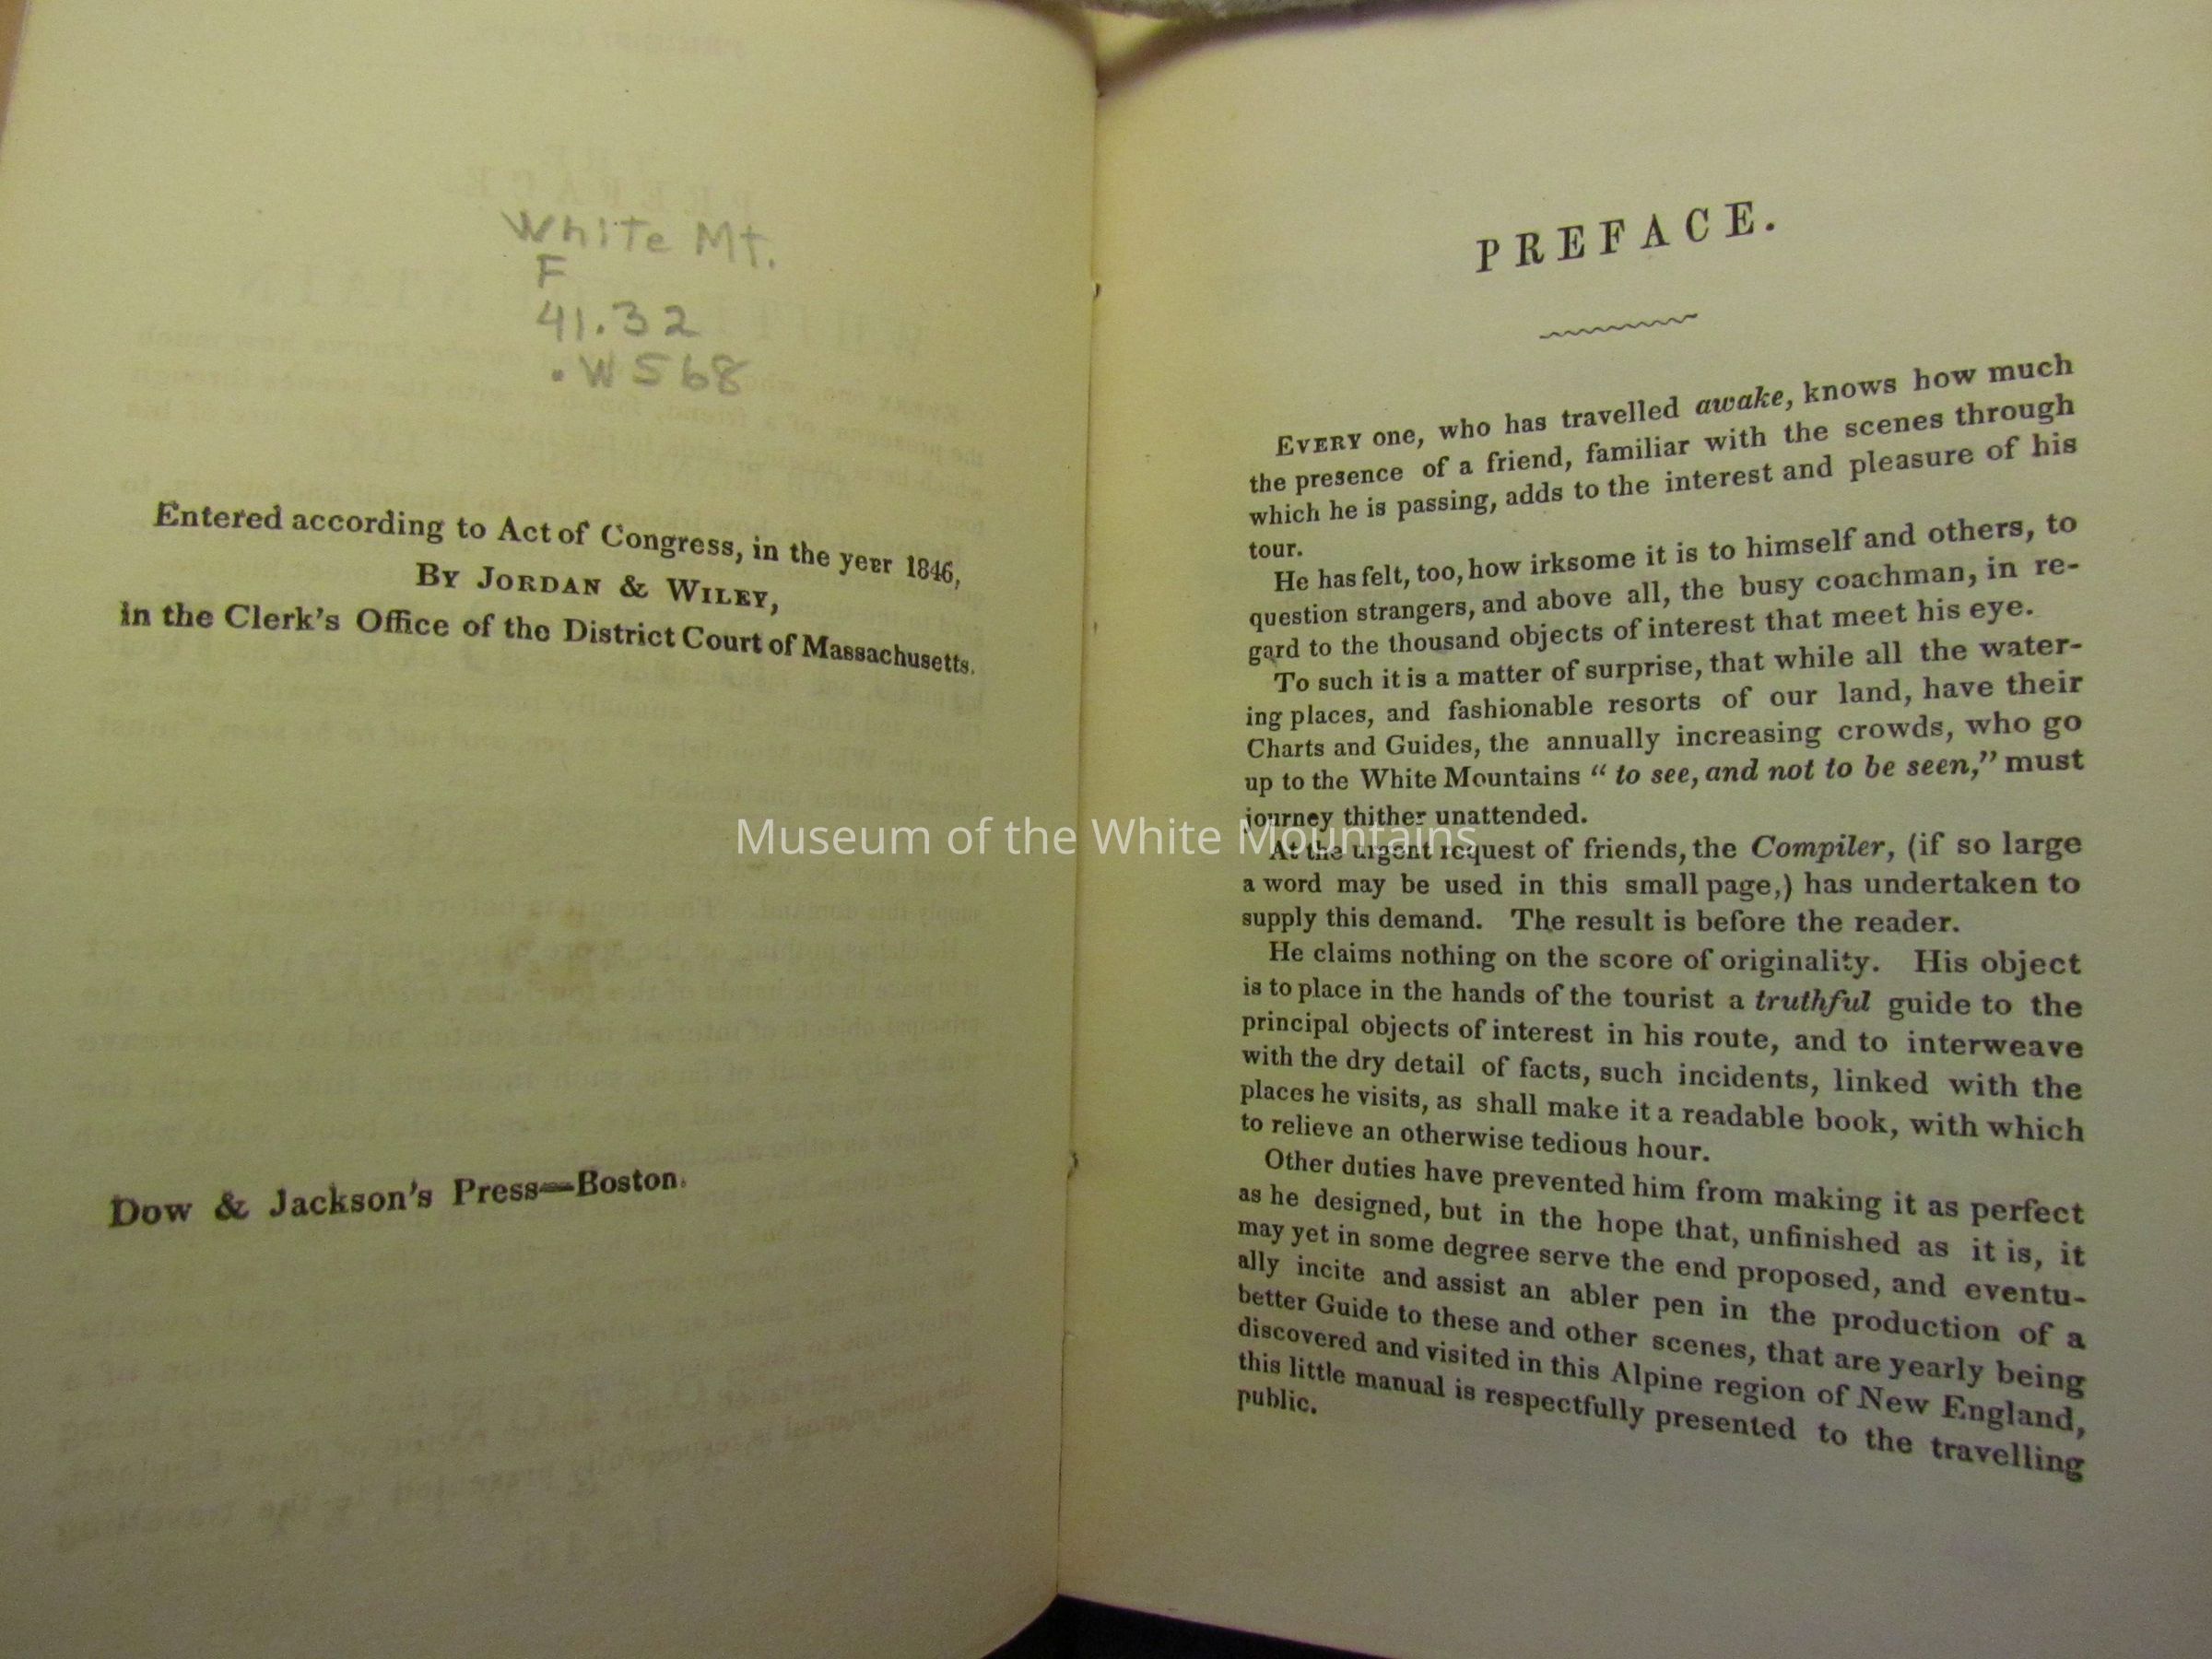 White Mt.
F
41.32
.W568
Entered according to Act of Congress, in the year 1846,
By Jordan & Wiley,
in the Clerk's Office of the District Court of Massachusetts.
Dow & Jackson's Press—Boston.
PREFACE.
Every one, who has travelled awake, knows how much
the presence of a friend, familiar with the scenes through
which he is passing, adds to the interest and pleasure of his
tour.
He has felt, too, how irksome it is to himself and others, to
question strangers, and above all, the busy coachman, in re-
gard to the thousand objects of interest that meet his eye.
To such it is a matter of surprise, that while all the water-
ing places, and fashionable resorts of our land, have their
Charts and Guides, the annually increasing crowds, who go
up to the White Mountains "to see, and not to be seen," must
journey thither unattended.
Museum of the White Mountains
At the urgent request of friends, the Compiler, (if so large
a word may be used in this small page,) has undertaken to
supply this demand. The result is before the reader.
He claims nothing on the score of originality. His object
is to place in the hands of the tourist a truthful guide to the
principal objects of interest in his route, and to interweave
with the dry detail of facts, such incidents, linked with the
places he visits, as shall make it a readable book, with which
to relieve an otherwise tedious hour.
Other duties have prevented him from making it as perfect
as he designed, but in the hope that, unfinished as it is, it
may yet in some degree serve the end proposed, and eventu-
ally incite and assist an abler pen in the production of a
better Guide to these and other scenes, that are yearly being
discovered and visited in this Alpine region of New England,
this little manual is respectfully presented to the travelling
public.